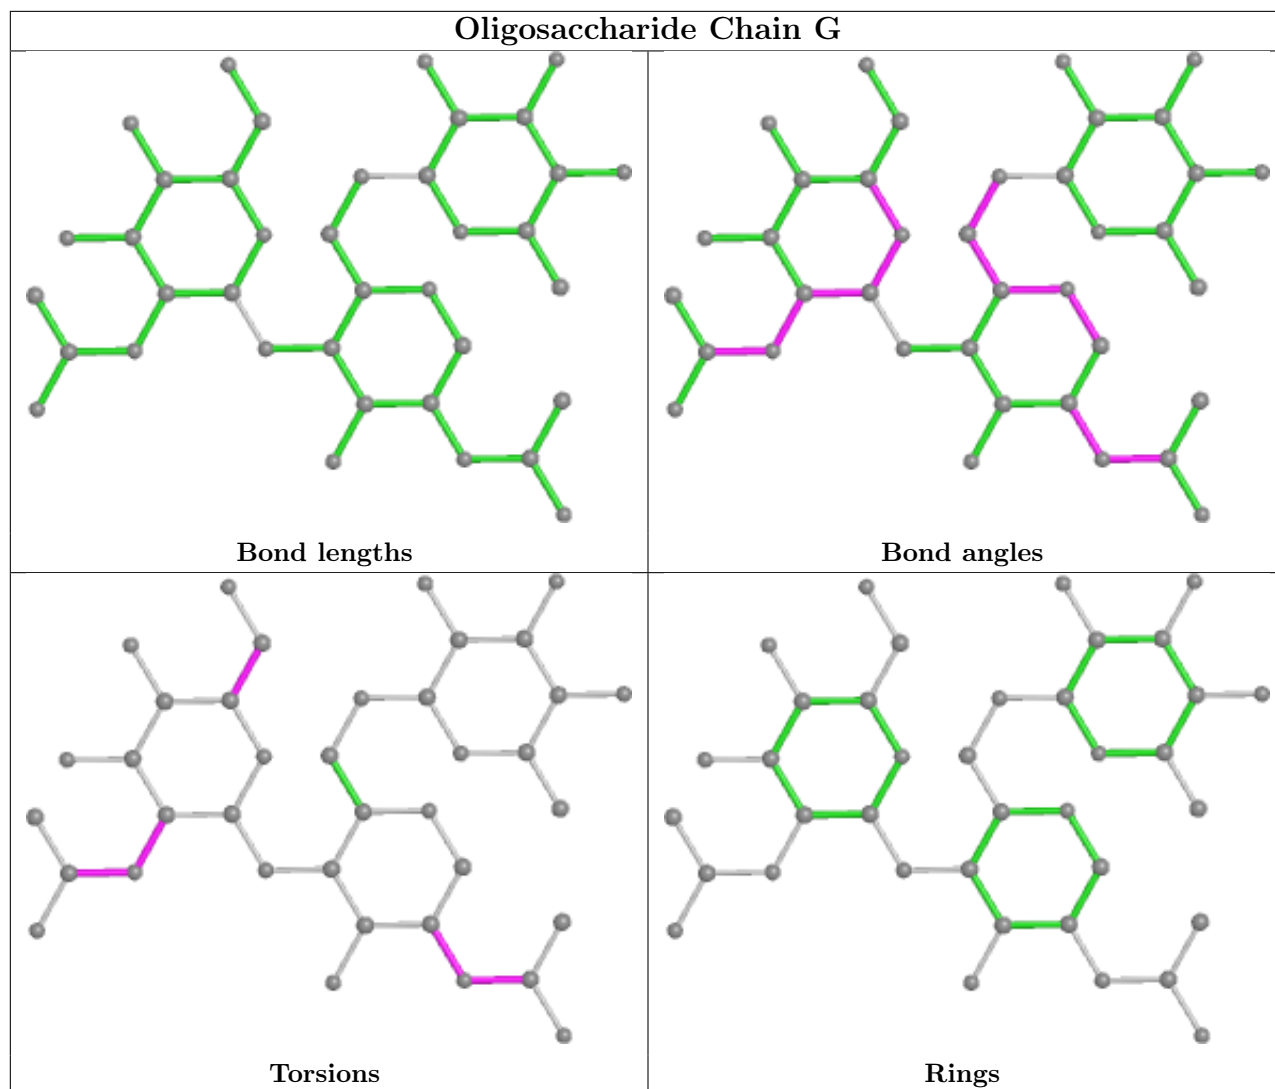 Oligosaccharide Chain G
Bond lengths
Bond angles
Torsions
Rings